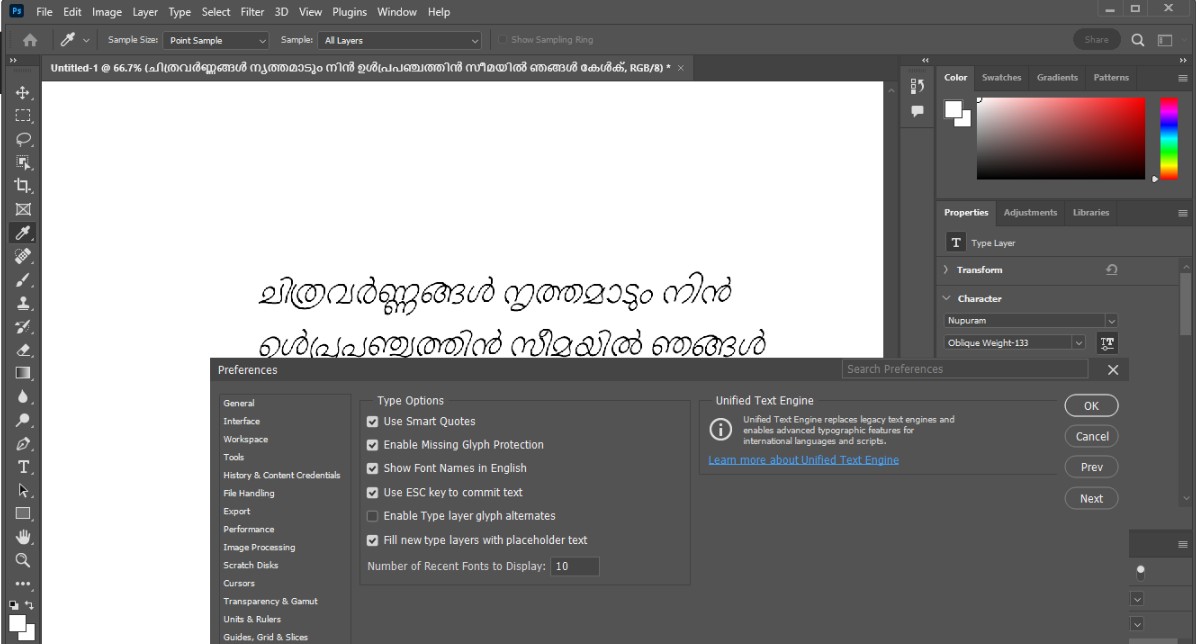 Ps File Edit Image Layer Type Select Filter 3D View Plugins Window Help
Sample Size: Point Sample Sample: All Layers Show Sampling Ring Share
Untitled-1 @ 66.7% (ചിത്രവർണ്ണങ്ങൾ നൃത്തമാടും നിൻ ഉൾപ്രപഞ്ചത്തിൻ സീമയിൽ ഞങ്ങൾ കേൾക്, RGB/8) *
Color Swatches Gradients Patterns
Properties Adjustments Libraries
T Type Layer
Transform
Character
Nupuram
Oblique Weight-133
ചിത്രവർണ്ണങ്ങൾ നൃത്തമാടും നിൻ
ഉൾപ്രപഞ്ചത്തിൻ സീമയിൽ ഞങ്ങൾ
Preferences
Search Preferences
General
Interface
Workspace
Tools
History & Content Credentials
File Handling
Export
Performance
Image Processing
Scratch Disks
Cursors
Transparency & Gamut
Units & Rulers
Guides, Grid & Slices
Type Options
Use Smart Quotes
Enable Missing Glyph Protection
Show Font Names in English
Use ESC key to commit text
Enable Type layer glyph alternates
Fill new type layers with placeholder text
Number of Recent Fonts to Display: 10
Unified Text Engine
Unified Text Engine replaces legacy text engines and
enables advanced typographic features for
international languages and scripts.
Learn more about Unified Text Engine
OK
Cancel
Prev
Next